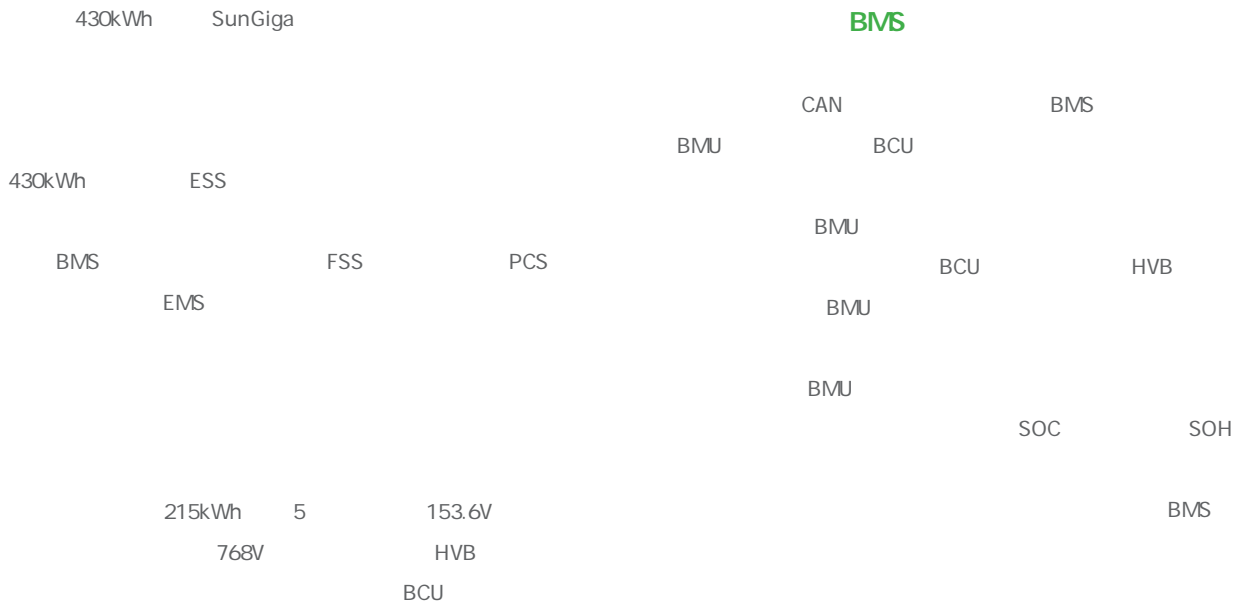 430kWh SunGiga
430kWh ESS
BMS FSS PCS
EMS
215kWh 5 153.6V
768V HVB
BCU
BMS
CAN BMS
BMU BCU
BMU
BCU HVB
BMU
BMU
SOC SOH
BMS